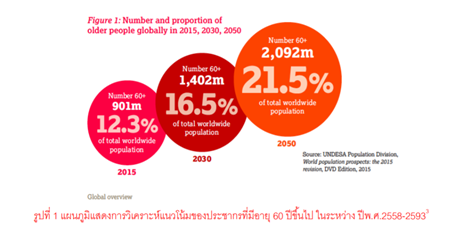 Figure 1: Number and proportion of
older people globally in 2015, 2030, 2050
Number 60+
901m
12.3%
of total worldwide
population
2015
Number 60+
1,402m
16.5%
of total worldwide
population
2030
Number 60+
2,092m
21.5%
of total worldwide
population
2050
Source: UNDESA Population Division,
World population prospects: the 2015
revision, DVD Edition, 2015
Global overview
รูปที่ 1 แผนภูมิแสดงการวิเคราะห์แนวโน้มของประชากรที่มีอายุ 60 ปีขึ้นไป ในระหว่าง ปีพ.ศ.2558-2593³